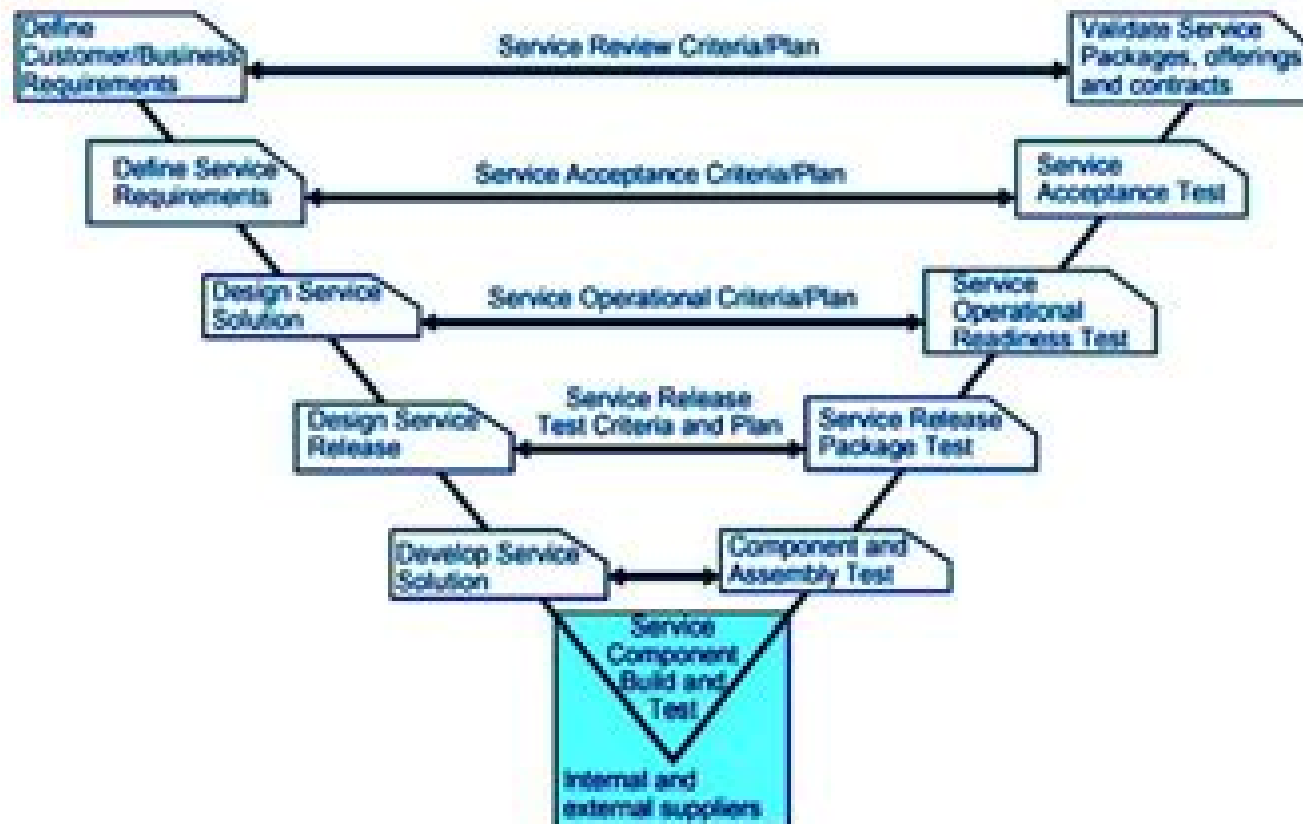 Define
Customer/Business
Requirements
Service Review Criteria/Plan
Validate Service
Packages, offerings
and contracts
Define Service
Requirements
Service Acceptance Criteria/Plan
Service
Acceptance Test
Design Service
Solution
Service Operational Criteria/Plan
Service
Operational
Readiness Test
Design Service
Release
Service Release
Test Criteria and Plan
Service Release
Package Test
Develop Service
Solution
Component and
Assembly Test
Service
Component
Build and
Test
Internal and
external suppliers